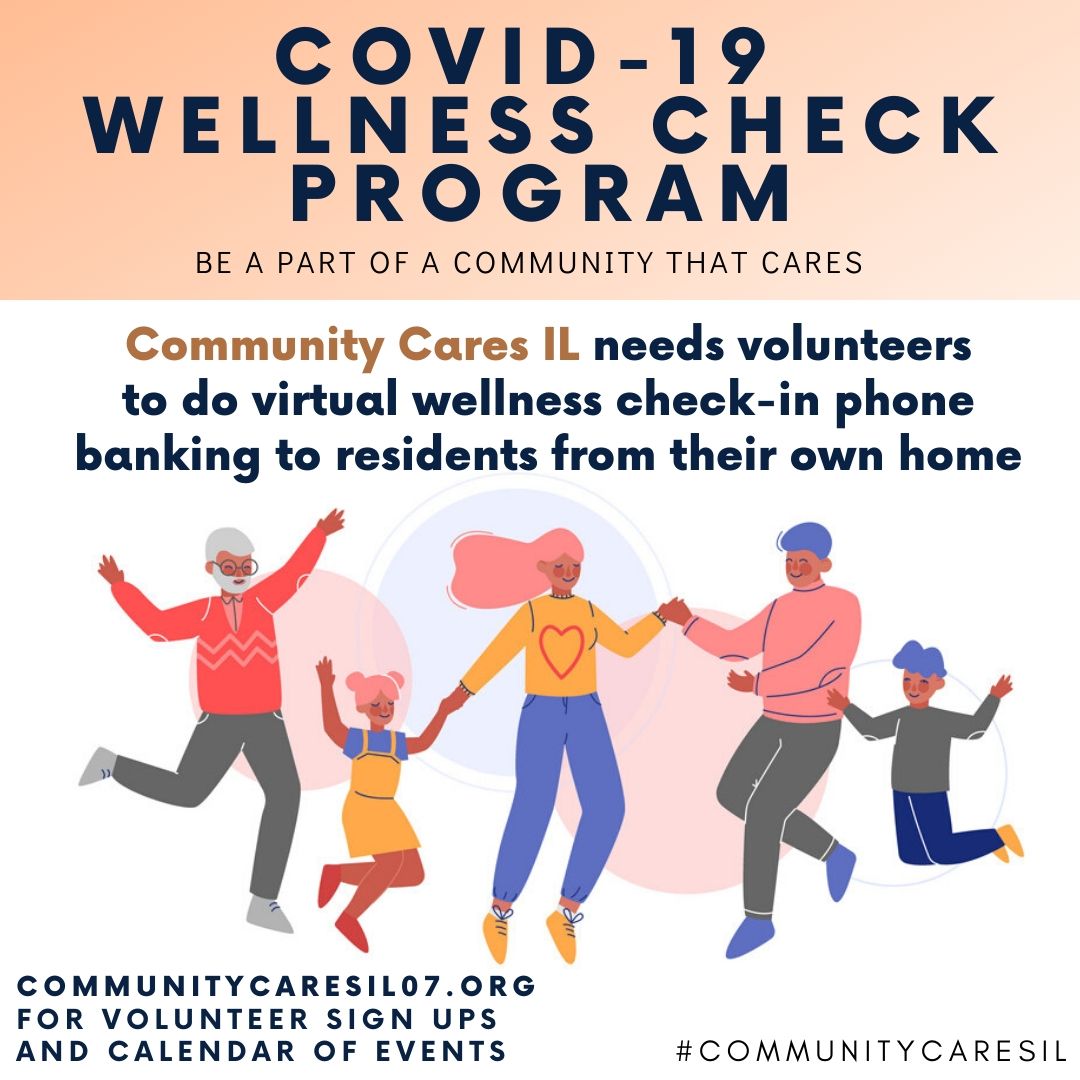 COVID-19
WELLNESS CHECK
PROGRAM
BE A PART OF A COMMUNITY THAT CARES
Community Cares IL needs volunteers
to do virtual wellness check-in phone
banking to residents from their own home
COMMUNITYCARESIL07.ORG
FOR VOLUNTEER SIGN UPS
AND CALENDAR OF EVENTS
#COMMUNITYCARESIL